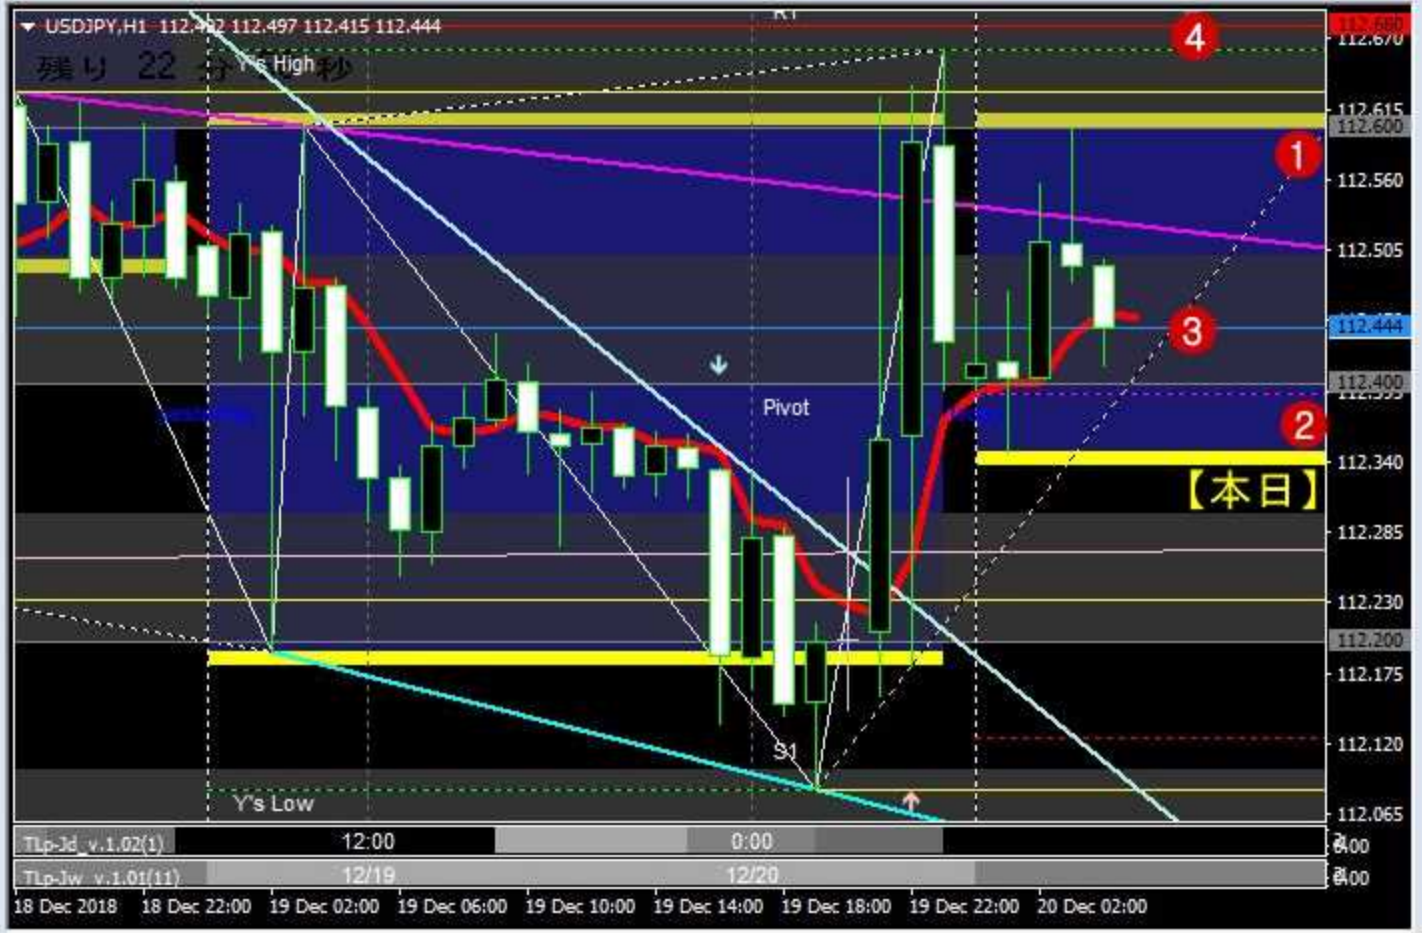 USDJPY,H1 112.492 112.497 112.415 112.444
R1
4
残り 22 分 秒
Y's High
112.660
112.670
112.615
112.600
1
112.560
112.505
3
112.444
112.400
Pivot
2
112.340
【本日】
112.285
112.230
112.200
112.175
S1
112.120
Y's Low
112.065
TLp-Jd_v.1.02(1)
12:00
0:00
TLp-Jw_v.1.01(11)
12/19
12/20
18 Dec 2018
18 Dec 22:00
19 Dec 02:00
19 Dec 06:00
19 Dec 10:00
19 Dec 14:00
19 Dec 18:00
19 Dec 22:00
20 Dec 02:00